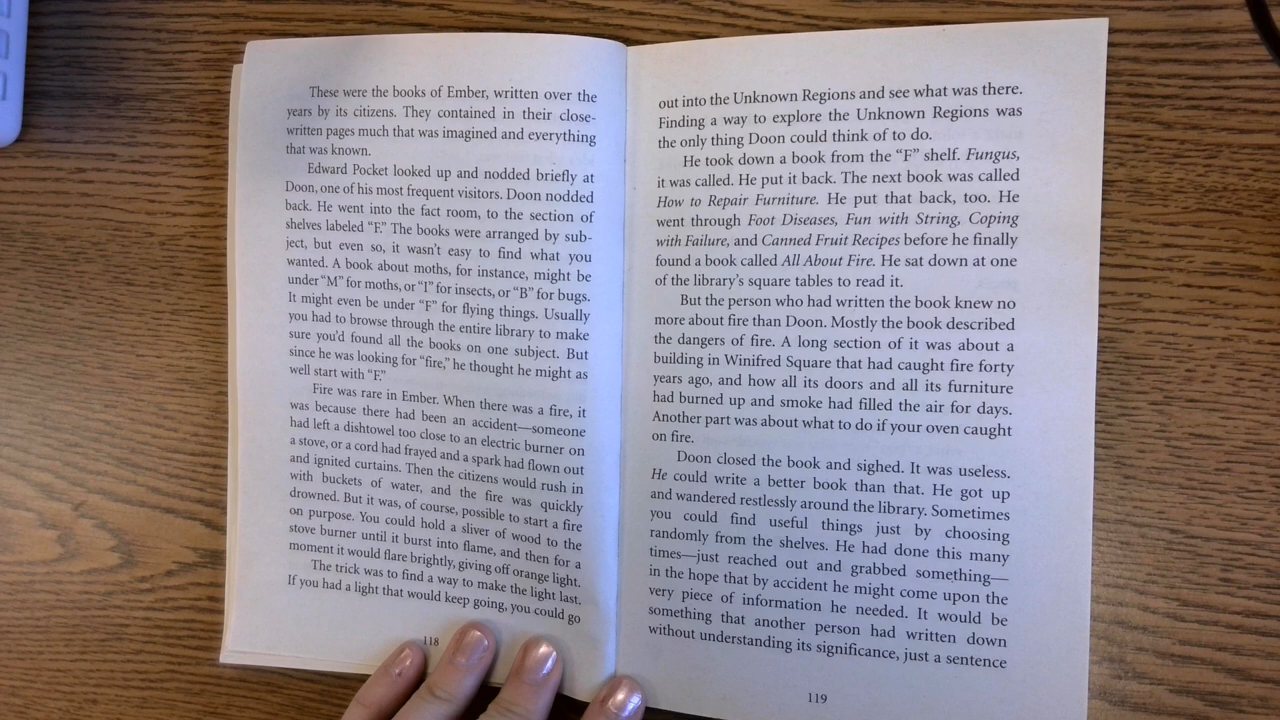 These were the books of Ember, written over the
years by its citizens. They contained in their close-
written pages much that was imagined and everything
that was known.
Edward Pocket looked up and nodded briefly at
Doon, one of his most frequent visitors. Doon nodded
back. He went into the fact room, to the section of
shelves labeled “F.” The books were arranged by sub-
ject, but even so, it wasn’t easy to find what you
wanted. A book about moths, for instance, might be
under “M” for moths, or “I” for insects, or “B” for bugs.
It might even be under “F” for flying things. Usually
you had to browse through the entire library to make
sure you’d found all the books on one subject. But
since he was looking for “fire,” he thought he might as
well start with “F.”
Fire was rare in Ember. When there was a fire, it
was because there had been an accident—someone
had left a dishtowel too close to an electric burner on
a stove, or a cord had frayed and a spark had flown out
and ignited curtains. Then the citizens would rush in
with buckets of water, and the fire was quickly
drowned. But it was, of course, possible to start a fire
on purpose. You could hold a sliver of wood to the
stove burner until it burst into flame, and then for a
moment it would flare brightly, giving off orange light.
The trick was to find a way to make the light last.
If you had a light that would keep going, you could go
118
out into the Unknown Regions and see what was there.
Finding a way to explore the Unknown Regions was
the only thing Doon could think of to do.
He took down a book from the “F” shelf. Fungus,
it was called. He put it back. The next book was called
How to Repair Furniture. He put that back, too. He
went through Foot Diseases, Fun with String, Coping
with Failure, and Canned Fruit Recipes before he finally
found a book called All About Fire. He sat down at one
of the library’s square tables to read it.
But the person who had written the book knew no
more about fire than Doon. Mostly the book described
the dangers of fire. A long section of it was about a
building in Winifred Square that had caught fire forty
years ago, and how all its doors and all its furniture
had burned up and smoke had filled the air for days.
Another part was about what to do if your oven caught
on fire.
Doon closed the book and sighed. It was useless.
He could write a better book than that. He got up
and wandered restlessly around the library. Sometimes
you could find useful things just by choosing
randomly from the shelves. He had done this many
times—just reached out and grabbed something—
in the hope that by accident he might come upon the
very piece of information he needed. It would be
something that another person had written down
without understanding its significance, just a sentence
119